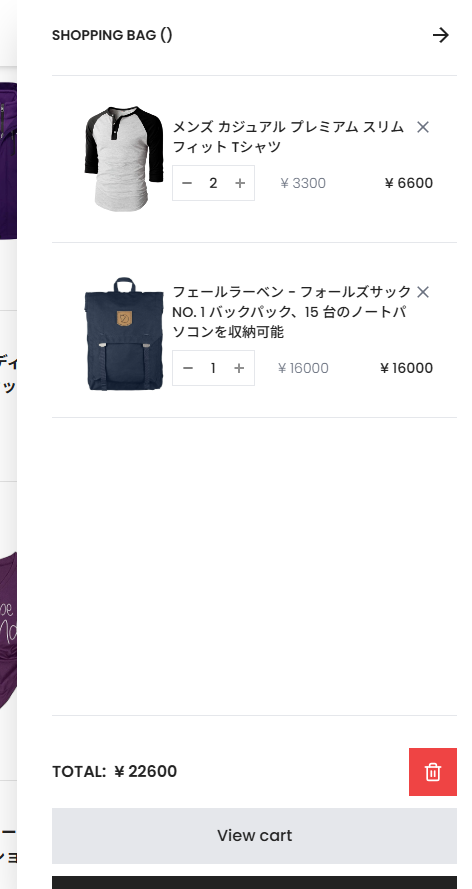 SHOPPING BAG ()
メンズ カジュアル プレミアム スリム
フィット Tシャツ
2
¥ 3300
¥ 6600
フェールラーベン - フォールズサック
NO. 1 バックパック、15 台のノートパ
ソコンを収納可能
1
¥ 16000
¥ 16000
TOTAL: ¥ 22600
View cart